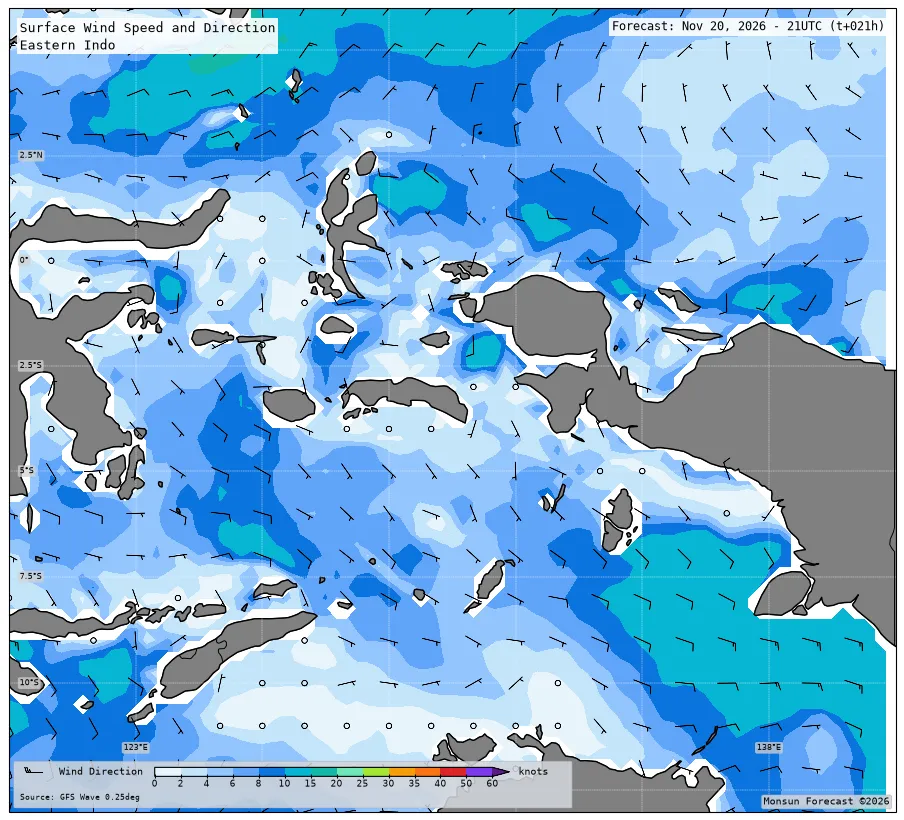 Surface Wind Speed and Direction
Eastern Indo
Forecast: Nov 20, 2026 - 21UTC (t+021h)
2.5°N
0°
2.5°S
5°S
7.5°S
10°S
123°E
138°E
Wind Direction
knots
0 2 4 6 8 10 15 20 25 30 35 40 50 60
Source: GFS Wave 0.25deg
Monsun Forecast ©2026